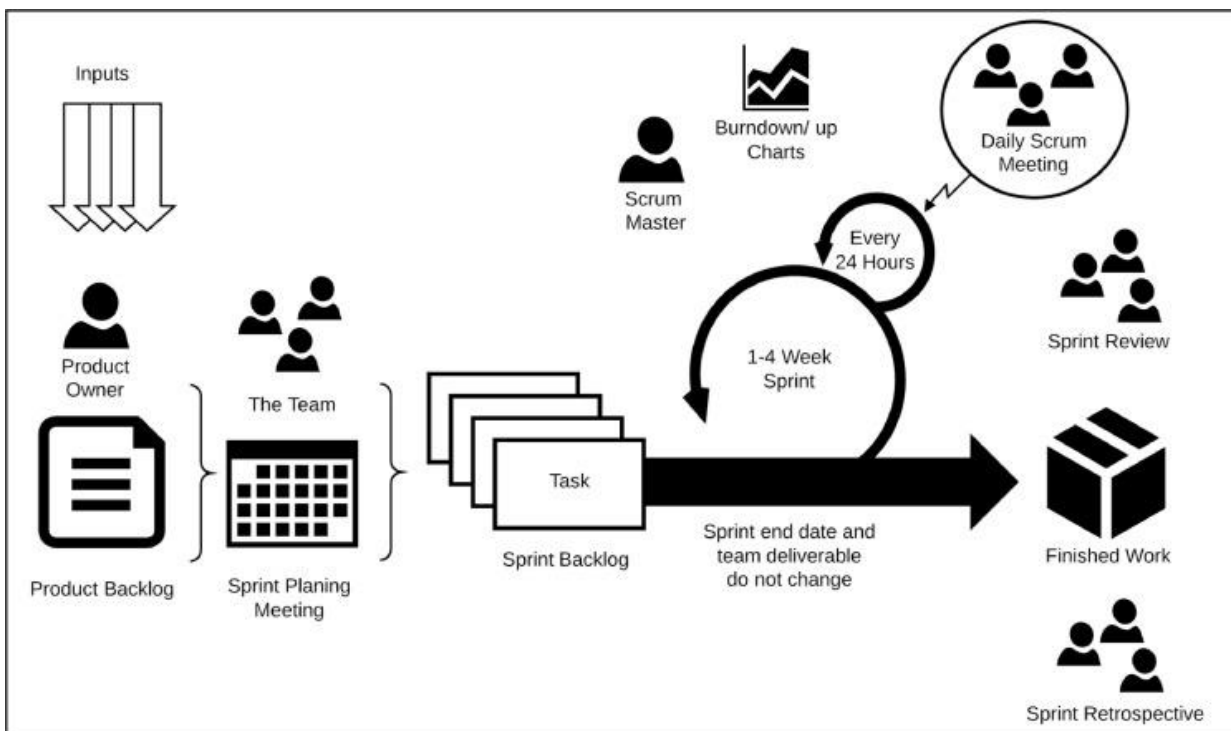 Inputs
Product
Owner
Product Backlog
The Team
Sprint Planing
Meeting
Task
Sprint Backlog
Scrum
Master
Burndown/ up
Charts
Daily Scrum
Meeting
Every
24 Hours
1-4 Week
Sprint
Sprint end date and
team deliverable
do not change
Sprint Review
Finished Work
Sprint Retrospective